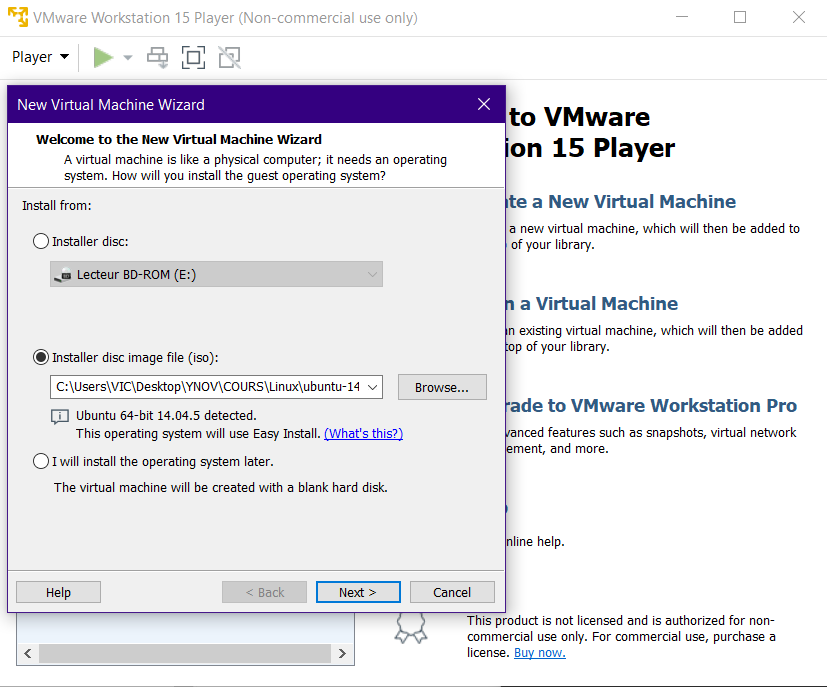 VMware Workstation 15 Player (Non-commercial use only)
Player
New Virtual Machine Wizard
Welcome to the New Virtual Machine Wizard
A virtual machine is like a physical computer; it needs an operating
system. How will you install the guest operating system?
Install from:
Installer disc:
Lecteur BD-ROM (E:)
Installer disc image file (iso):
C:\Users\VIC\Desktop\YNOV\COURS\Linux\ubuntu-14
Browse...
Ubuntu 64-bit 14.04.5 detected.
This operating system will use Easy Install. (What's this?)
I will install the operating system later.
The virtual machine will be created with a blank hard disk.
Help
< Back
Next >
Cancel
to VMware
ion 15 Player
te a New Virtual Machine
a new virtual machine, which will then be added to
of your library.
n a Virtual Machine
an existing virtual machine, which will then be added
top of your library.
rade to VMware Workstation Pro
vanced features such as snapshots, virtual network
ement, and more.
nline help.
This product is not licensed and is authorized for non-
commercial use only. For commercial use, purchase a
license. Buy now.